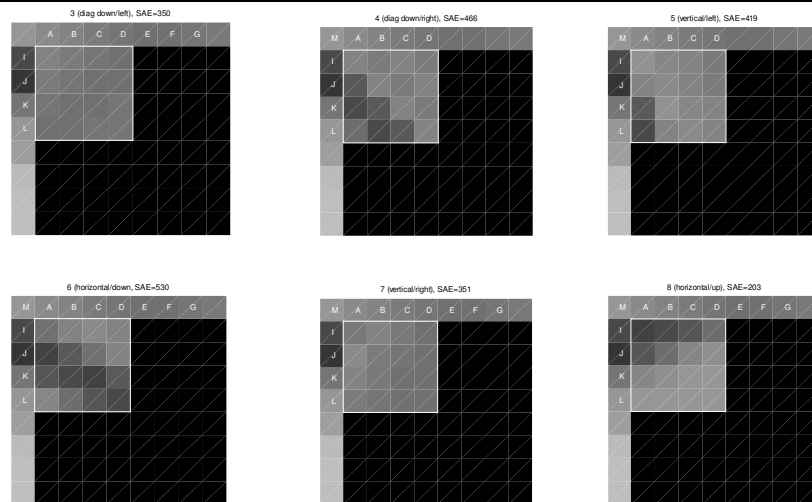 3 (diag down/left), SAE=350
A B C D E F G
I
J
K
L
4 (diag down/right), SAE=466
M A B C D
I
J
K
L
5 (vertical/left), SAE=419
M A B C D
I
J
K
L
6 (horizontal/down, SAE=530
M A B C D E F G
I
J
K
L
7 (vertical/right), SAE=351
M A B C D E F G
I
J
K
L
8 (horizontal/up), SAE=203
M A B C D E F G
I
J
K
L